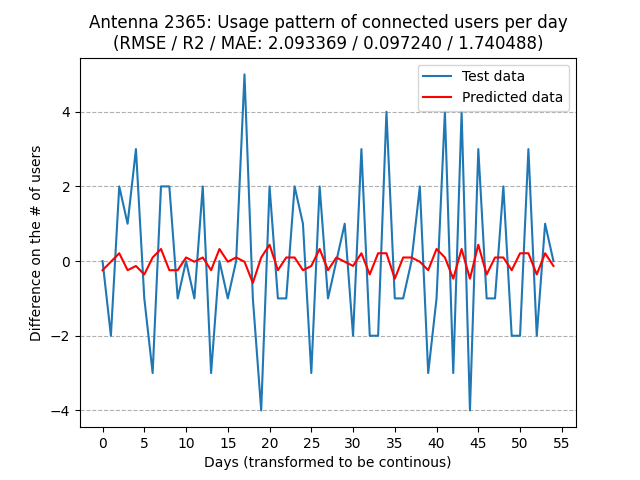 Antenna 2365: Usage pattern of connected users per day
(RMSE / R2 / MAE: 2.093369 / 0.097240 / 1.740488)
Test data
Predicted data
Difference on the # of users
4
2
0
−2
−4
0 5 10 15 20 25 30 35 40 45 50 55
Days (transformed to be continous)